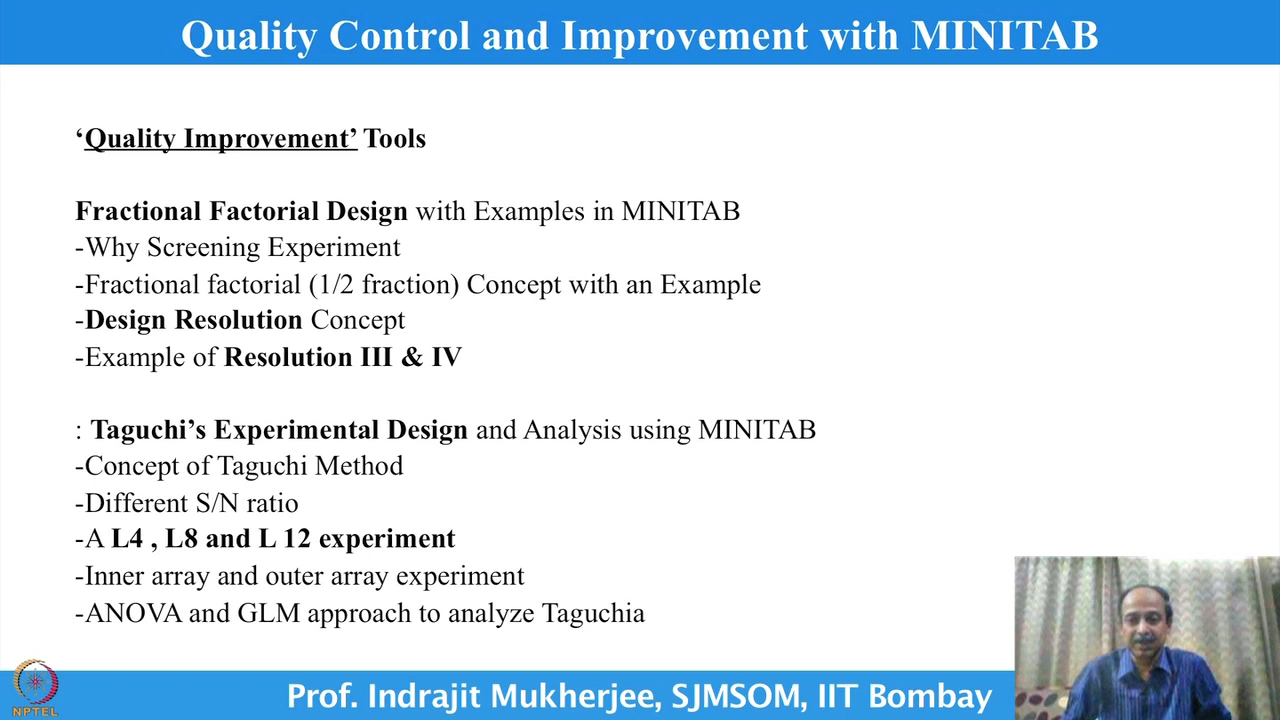 Quality Control and Improvement with MINITAB
‘Quality Improvement’ Tools
Fractional Factorial Design with Examples in MINITAB
-Why Screening Experiment
-Fractional factorial (1/2 fraction) Concept with an Example
-Design Resolution Concept
-Example of Resolution III & IV
: Taguchi’s Experimental Design and Analysis using MINITAB
-Concept of Taguchi Method
-Different S/N ratio
-A L4 , L8 and L 12 experiment
-Inner array and outer array experiment
-ANOVA and GLM approach to analyze Taguchia
Prof. Indrajit Mukherjee, SJMSOM, IIT Bombay
NPTEL